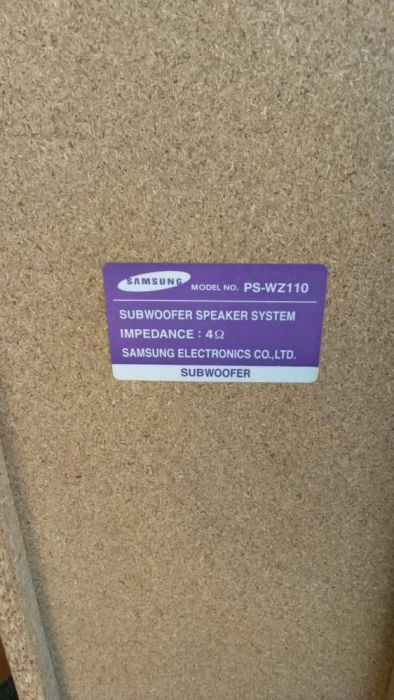 SAMSUNG MODEL NO. PS-WZ110
SUBWOOFER SPEAKER SYSTEM
IMPEDANCE : 4Ω
SAMSUNG ELECTRONICS CO.,LTD.
SUBWOOFER